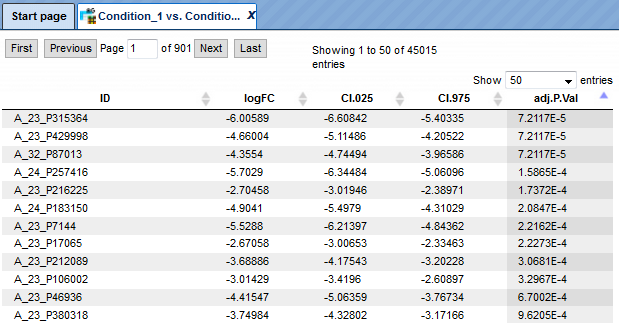 Start page
AG
Condition_1 vs. Conditio... X
First Previous Page 1 of 901 Next Last
Showing 1 to 50 of 45015
entries
Show 50 entries
ID logFC CI.025 CI.975 adj.P.Val
A_23_P315364 -6.00589 -6.60842 -5.40335 7.2117E-5
A_23_P429998 -4.66004 -5.11486 -4.20522 7.2117E-5
A_32_P87013 -4.3554 -4.74494 -3.96586 7.2117E-5
A_24_P257416 -5.7029 -6.34484 -5.06096 1.5865E-4
A_23_P216225 -2.70458 -3.01946 -2.38971 1.7372E-4
A_24_P183150 -4.9041 -5.4979 -4.31029 2.0847E-4
A_23_P7144 -5.5288 -6.21397 -4.84362 2.2162E-4
A_23_P17065 -2.67058 -3.00653 -2.33463 2.2273E-4
A_23_P212089 -3.68886 -4.17543 -3.20228 3.0681E-4
A_23_P106002 -3.01429 -3.4196 -2.60897 3.2967E-4
A_23_P46936 -4.41547 -5.06359 -3.76734 6.7002E-4
A_23_P380318 -3.74984 -4.32802 -3.17166 9.6205E-4